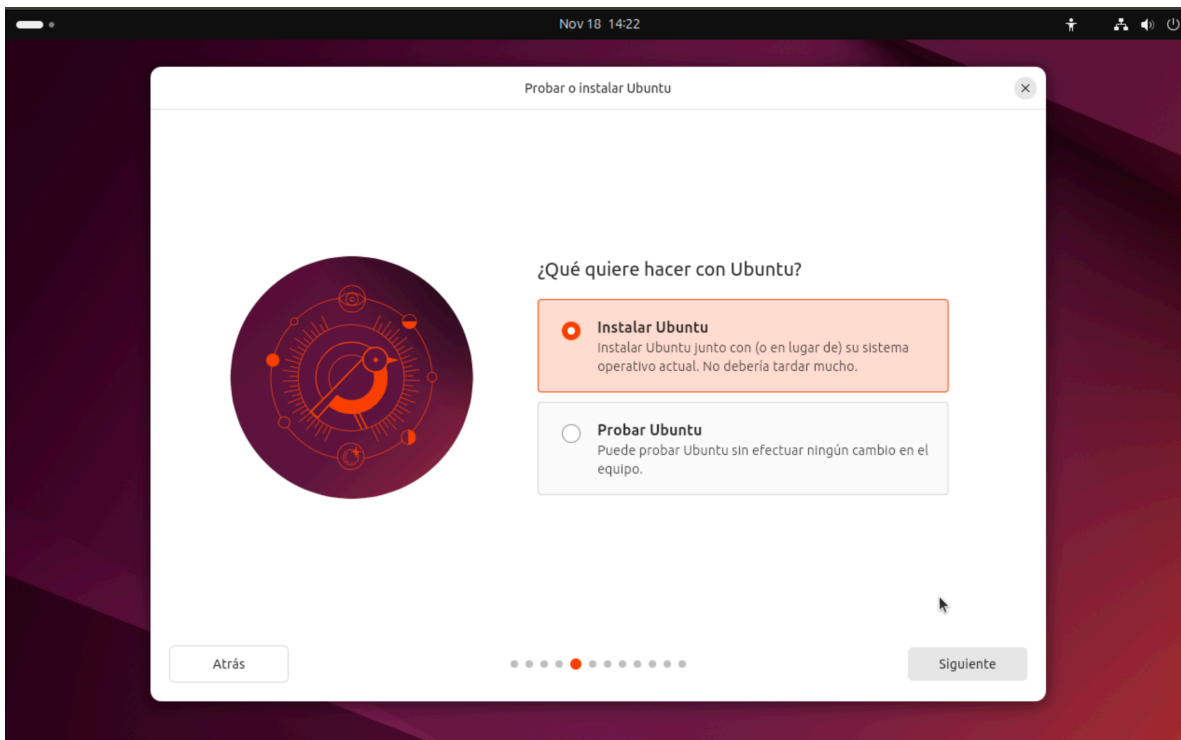 Nov 18 14:22
Probar o instalar Ubuntu
¿Qué quiere hacer con Ubuntu?
Instalar Ubuntu
Instalar Ubuntu junto con (o en lugar de) su sistema
operativo actual. No debería tardar mucho.
Probar Ubuntu
Puede probar Ubuntu sin efectuar ningún cambio en el
equipo.
Atrás
Siguiente